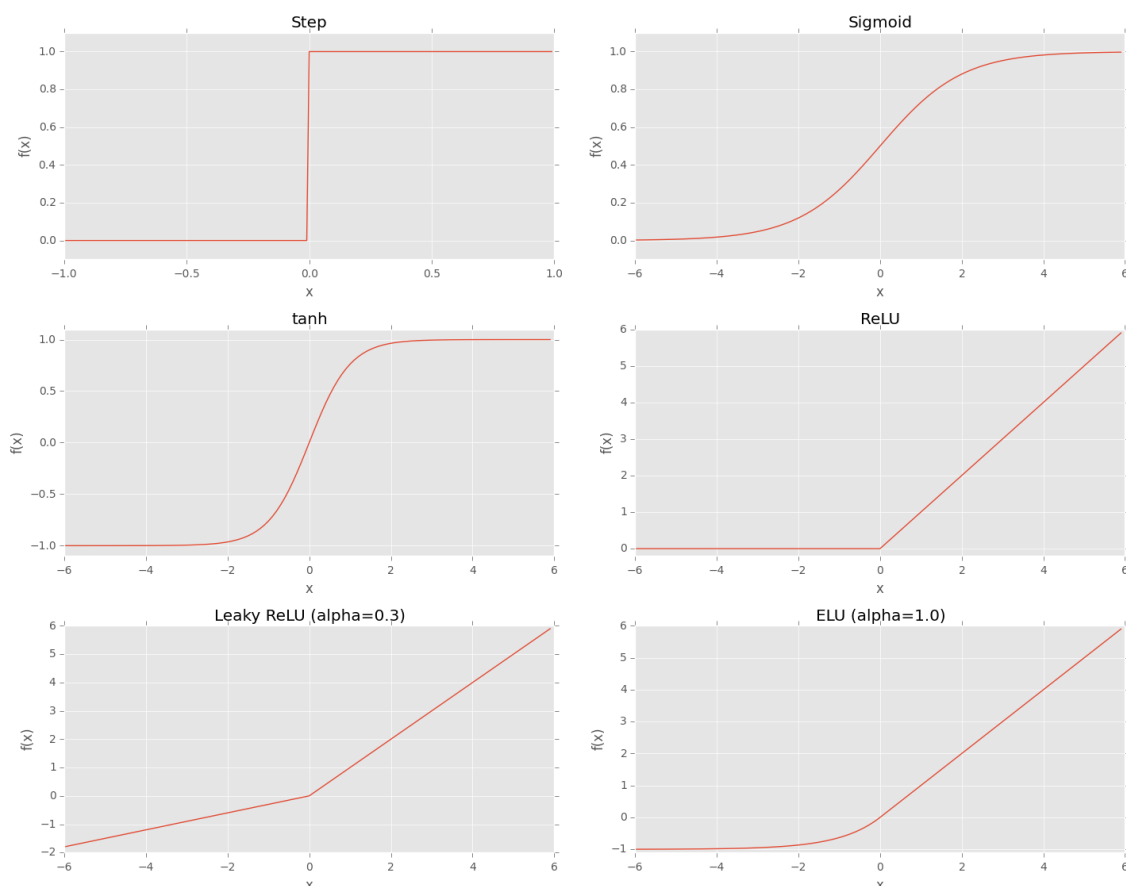 Step
1.0
0.8
0.6
0.4
0.2
0.0
f(x)
−1.0 −0.5 0.0 0.5 1.0
x
Sigmoid
1.0
0.8
0.6
0.4
0.2
0.0
f(x)
−6 −4 −2 0 2 4 6
x
tanh
1.0
0.5
0.0
−0.5
−1.0
f(x)
−6 −4 −2 0 2 4 6
x
ReLU
6
5
4
3
2
1
0
f(x)
−6 −4 −2 0 2 4 6
x
Leaky ReLU (alpha=0.3)
6
5
4
3
2
1
0
−1
−2
f(x)
−6 −4 −2 0 2 4 6
x
ELU (alpha=1.0)
6
5
4
3
2
1
0
−1
f(x)
−6 −4 −2 0 2 4 6
x